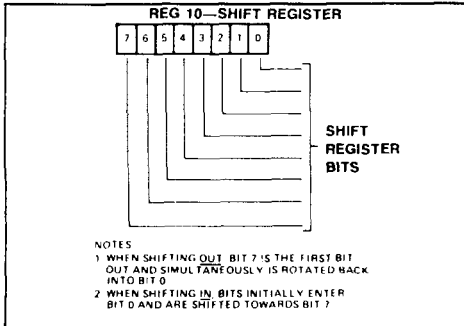 REG 10—SHIFT REGISTER
7 6 5 4 3 2 1 0
SHIFT
REGISTER
BITS
NOTES
1 WHEN SHIFTING OUT BIT 7 IS THE FIRST BIT
OUT AND SIMULTANEOUSLY IS ROTATED BACK
INTO BIT 0
2 WHEN SHIFTING IN, BITS INITIALLY ENTER
BIT 0 AND ARE SHIFTED TOWARDS BIT 7